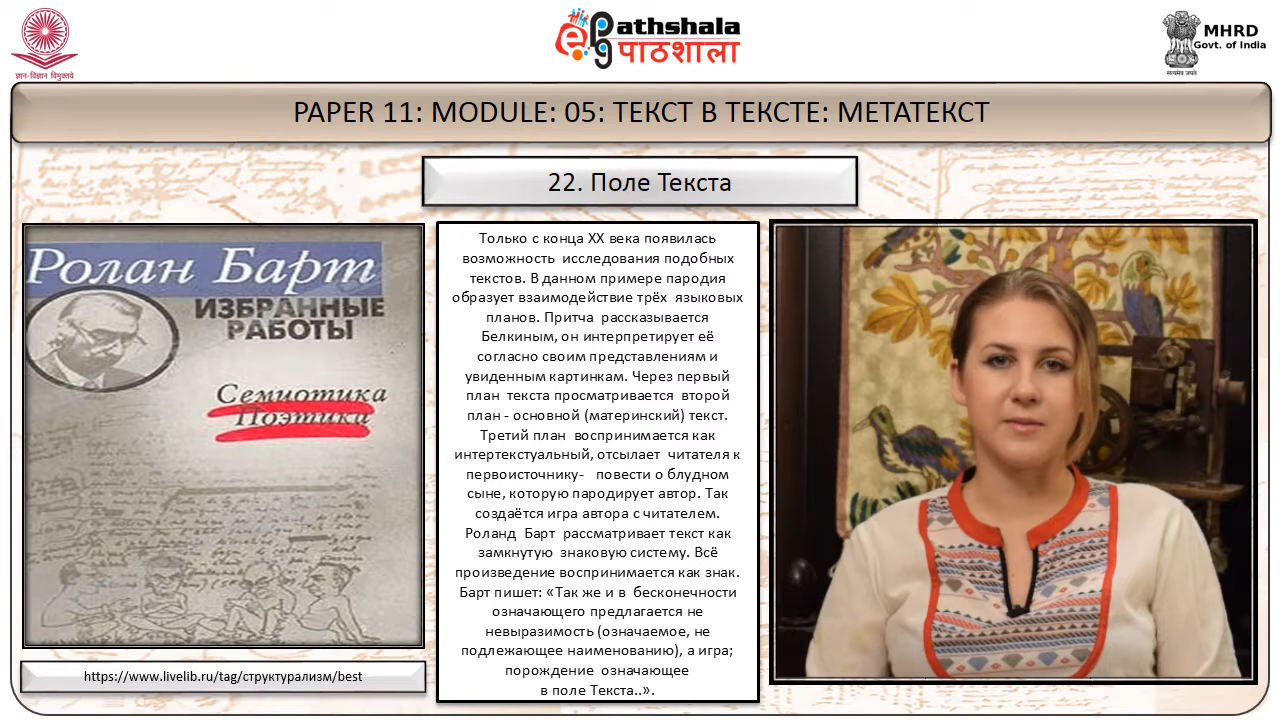 ज्ञान-विज्ञान विमुक्तये
epg Pathshala
पाठशाला
MHRD
Govt. of India
सत्यमेव जयते
PAPER 11: MODULE: 05: ТЕКСТ В ТЕКСТЕ: МЕТАТЕКСТ
22. Поле Текста
Ролан Барт
ИЗБРАННЫЕ
РАБОТЫ
Семиотика
Поэтика
https://www.livelib.ru/tag/структурализм/best
Только с конца XX века появилась
возможность исследования подобных
текстов. В данном примере пародия
образует взаимодействие трёх языковых
планов. Притча рассказывается
Белкиным, он интерпретирует её
согласно своим представлениям и
увиденным картинкам. Через первый
план текста просматривается второй
план - основной (материнский) текст.
Третий план воспринимается как
интертекстуальный, отсылает читателя к
первоисточнику- повести о блудном
сыне, которую пародирует автор. Так
создаётся игра автора с читателем.
Роланд Барт рассматривает текст как
замкнутую знаковую систему. Всё
произведение воспринимается как знак.
Барт пишет: «Так же и в бесконечности
означающего предлагается не
невыразимость (означаемое, не
подлежающее наименованию), а игра;
порождение означающее
в поле Текста..».